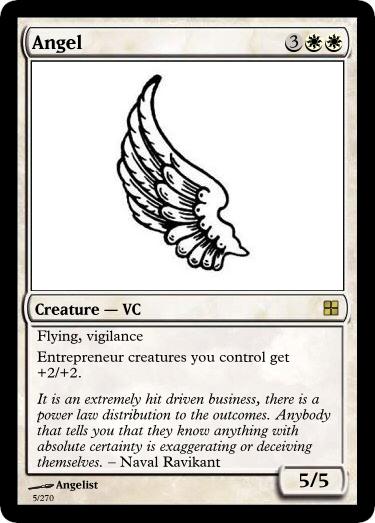 Angel 3
Creature — VC
Flying, vigilance
Entrepreneur creatures you control get
+2/+2.
It is an extremely hit driven business, there is a
power law distribution to the outcomes. Anybody
that tells you that they know anything with
absolute certainty is exaggerating or deceiving
themselves. – Naval Ravikant
5/5
Angelist
5/270